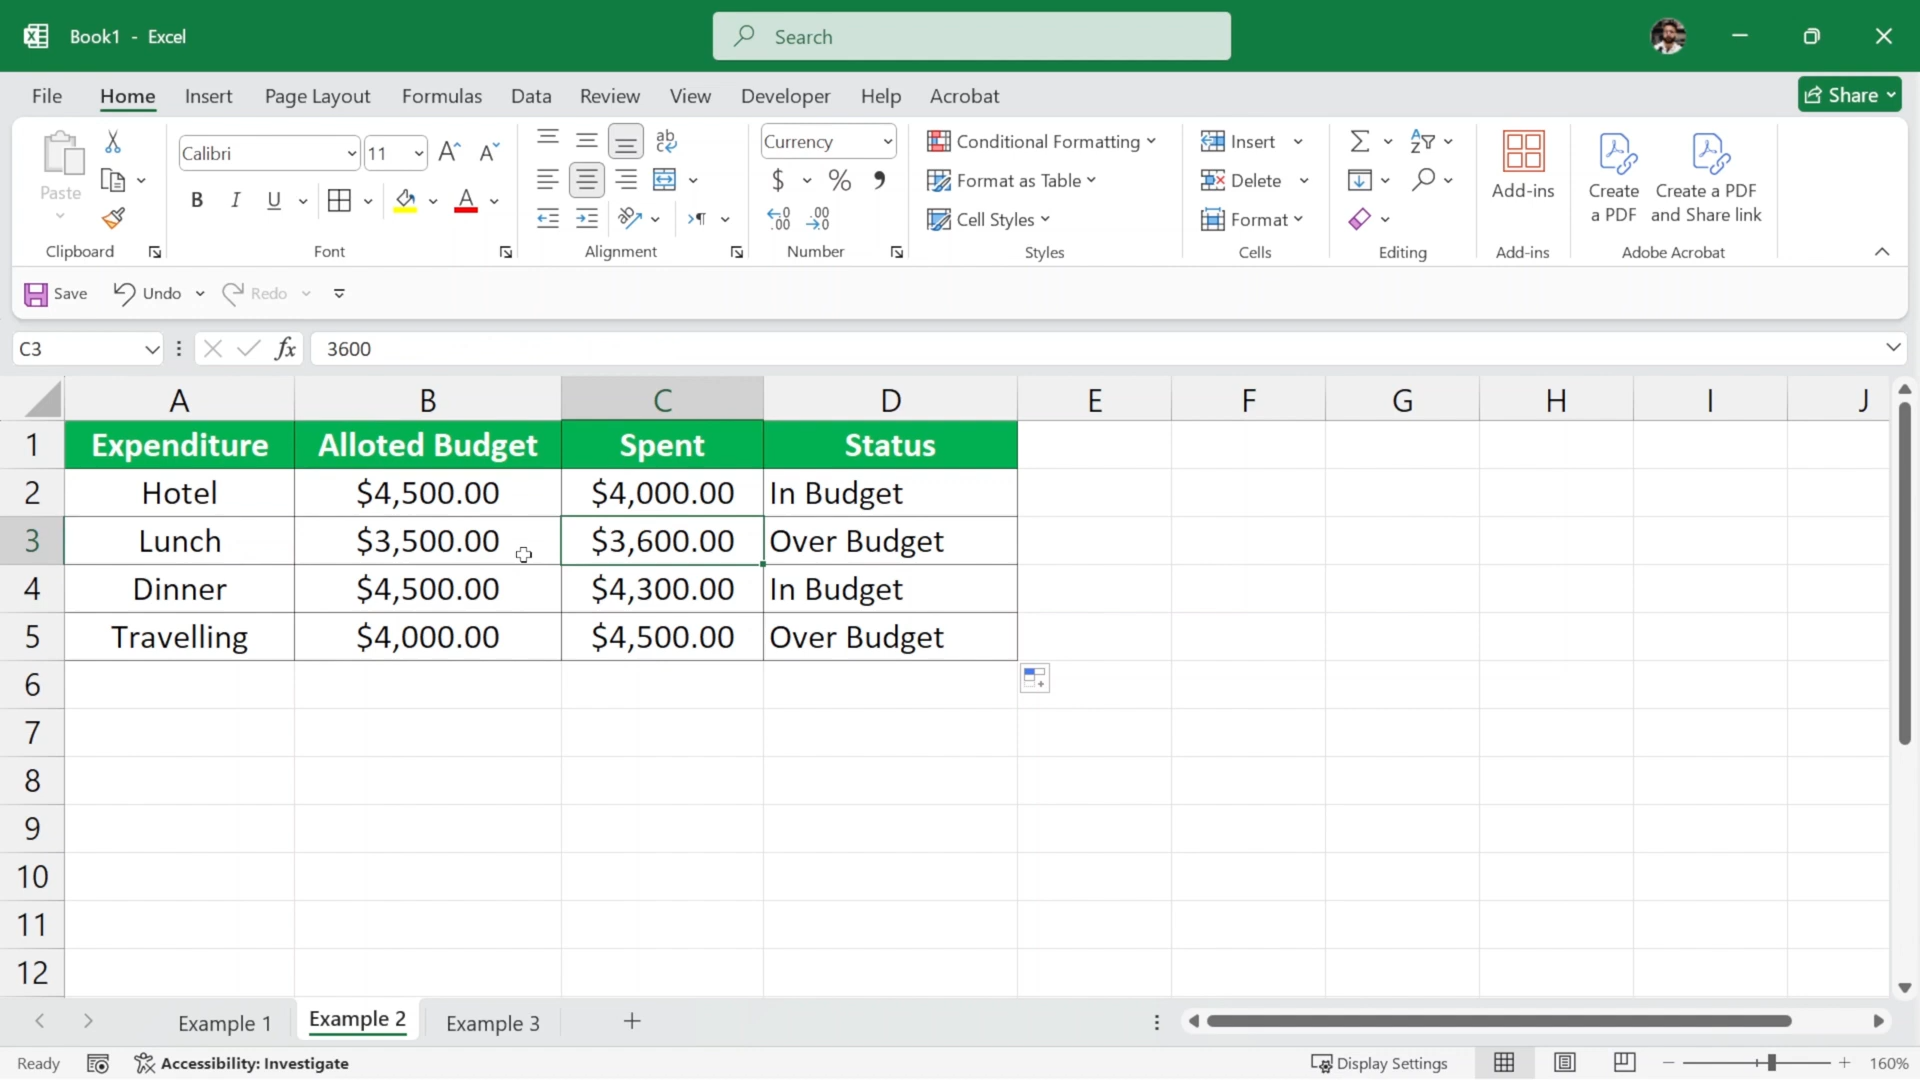 Book1 - Excel
Search
File Home Insert Page Layout Formulas Data Review View Developer Help Acrobat
Share
Paste
Clipboard
Calibri 11
B I U
Font
ab
Alignment
Currency
$ % 9
Number
Conditional Formatting
Format as Table
Cell Styles
Styles
Insert
Delete
Format
Cells
Editing
Add-ins
Add-ins
Create
a PDF
Create a PDF
and Share link
Adobe Acrobat
Save Undo Redo
C3 fx 3600
A B C D E F G H I J
1 Expenditure Alloted Budget Spent Status
2 Hotel $4,500.00 $4,000.00 In Budget
3 Lunch $3,500.00 $3,600.00 Over Budget
4 Dinner $4,500.00 $4,300.00 In Budget
5 Travelling $4,000.00 $4,500.00 Over Budget
6
7
8
9
10
11
12
Example 1 Example 2 Example 3
Ready Accessibility: Investigate Display Settings 160%